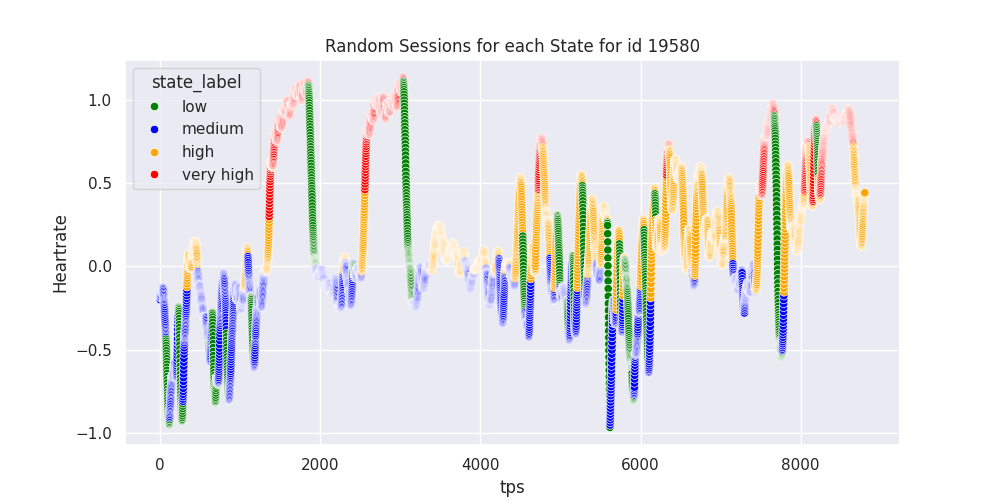 Random Sessions for each State for id 19580
state_label
low
medium
high
very high
Heartrate
1.0
0.5
0.0
−0.5
−1.0
0 2000 4000 6000 8000
tps